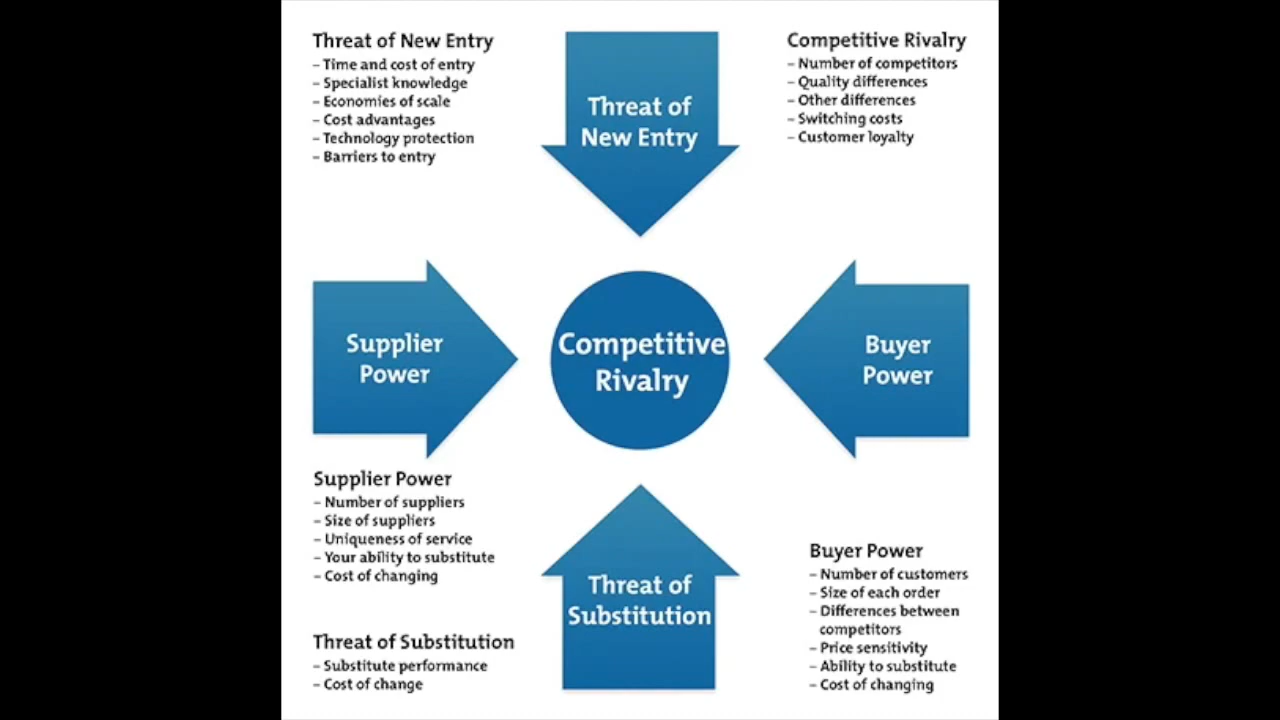 Threat of New Entry
– Time and cost of entry
– Specialist knowledge
– Economies of scale
– Cost advantages
– Technology protection
– Barriers to entry
Threat of
New Entry
Competitive Rivalry
– Number of competitors
– Quality differences
– Other differences
– Switching costs
– Customer loyalty
Supplier
Power
Competitive
Rivalry
Buyer
Power
Supplier Power
– Number of suppliers
– Size of suppliers
– Uniqueness of service
– Your ability to substitute
– Cost of changing
Threat of Substitution
– Substitute performance
– Cost of change
Threat of
Substitution
Buyer Power
– Number of customers
– Size of each order
– Differences between
competitors
– Price sensitivity
– Ability to substitute
– Cost of changing